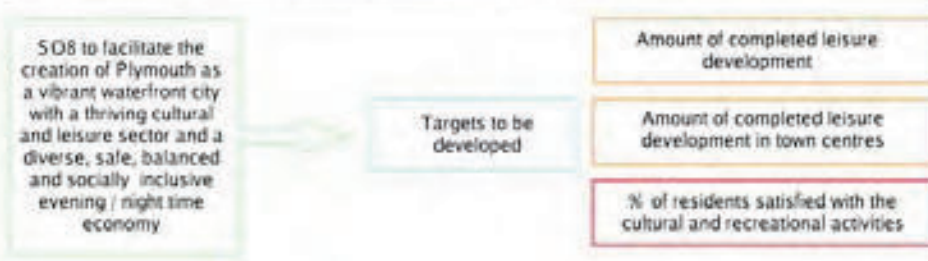 SO8 to facilitate the
creation of Plymouth as
a vibrant waterfront city
with a thriving cultural
and leisure sector and a
diverse, safe, balanced
and socially inclusive
evening / night time
economy
Targets to be
developed
Amount of completed leisure
development
Amount of completed leisure
development in town centres
% of residents satisfied with the
cultural and recreational activities